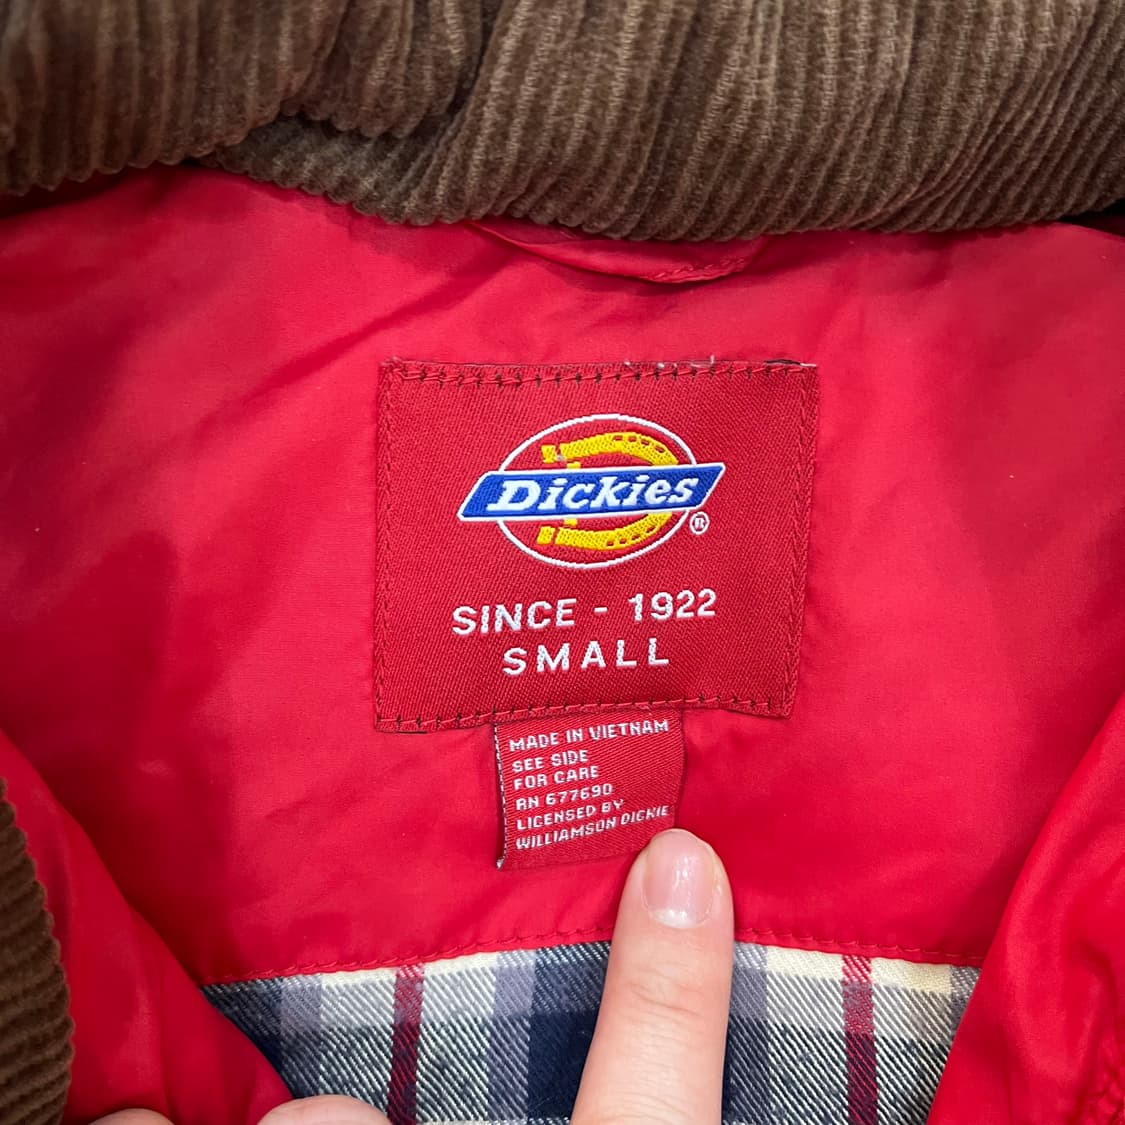 Dickies
®
SINCE - 1922
SMALL
MADE IN VIETNAM
SEE SIDE
FOR CARE
RN 677690
LICENSED BY
WILLIAMSON DICKIE